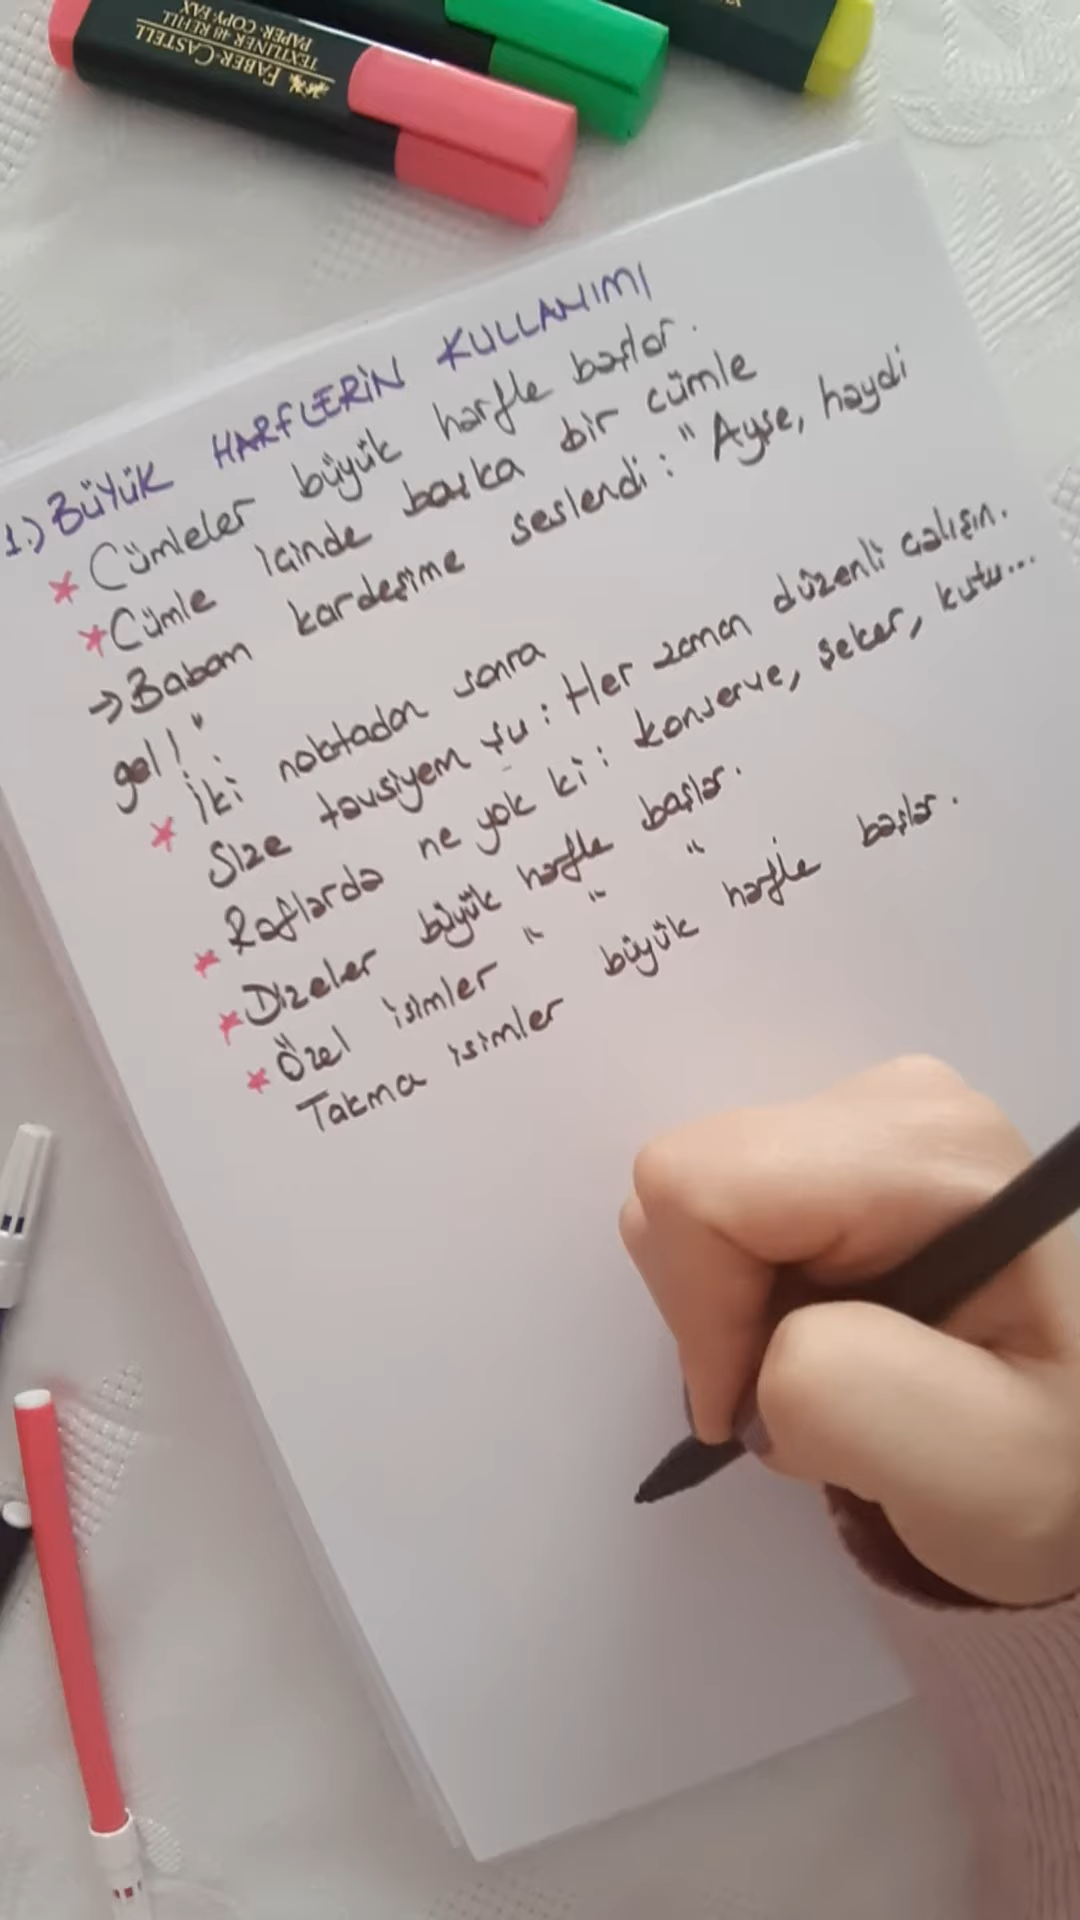 FABER-CASTELL
TEXTLINER 48 REFILL
PAPER·COPY·FAX
1.) BÜYÜK HARFLERİN KULLANIMI
* Cümleler büyük harfle başlar.
* Cümle içinde başka bir cümle
→ Babam kardeşime seslendi: "Ayşe, haydi
gel!"
* İki noktadan sonra
Size tavsiyem şu: Her zaman düzenli çalışın.
Raflarda ne yok ki: konserve, şeker, kutu...
* Dizeler büyük harfle başlar.
* Özel isimler " " "
* Takma isimler büyük harfle başlar.